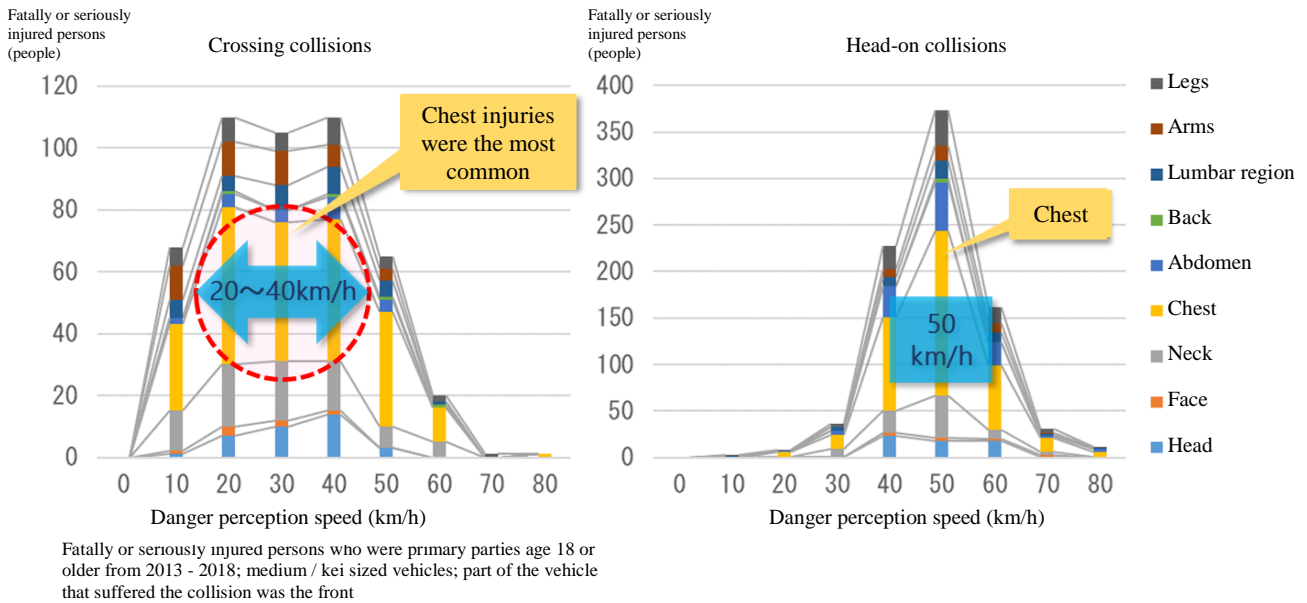 Fatally or seriously
injured persons
(people)
Crossing collisions
120
100
80
60
40
20
0
0 10 20 30 40 50 60 70 80
Danger perception speed (km/h)
Chest injuries
were the most
common
20～40km/h
Fatally or seriously injured persons who were primary parties age 18 or
older from 2013 - 2018; medium / kei sized vehicles; part of the vehicle
that suffered the collision was the front
Fatally or seriously
injured persons
(people)
Head-on collisions
400
350
300
250
200
150
100
50
0
0 10 20 30 40 50 60 70 80
Danger perception speed (km/h)
Chest
50
km/h
Legs
Arms
Lumbar region
Back
Abdomen
Chest
Neck
Face
Head